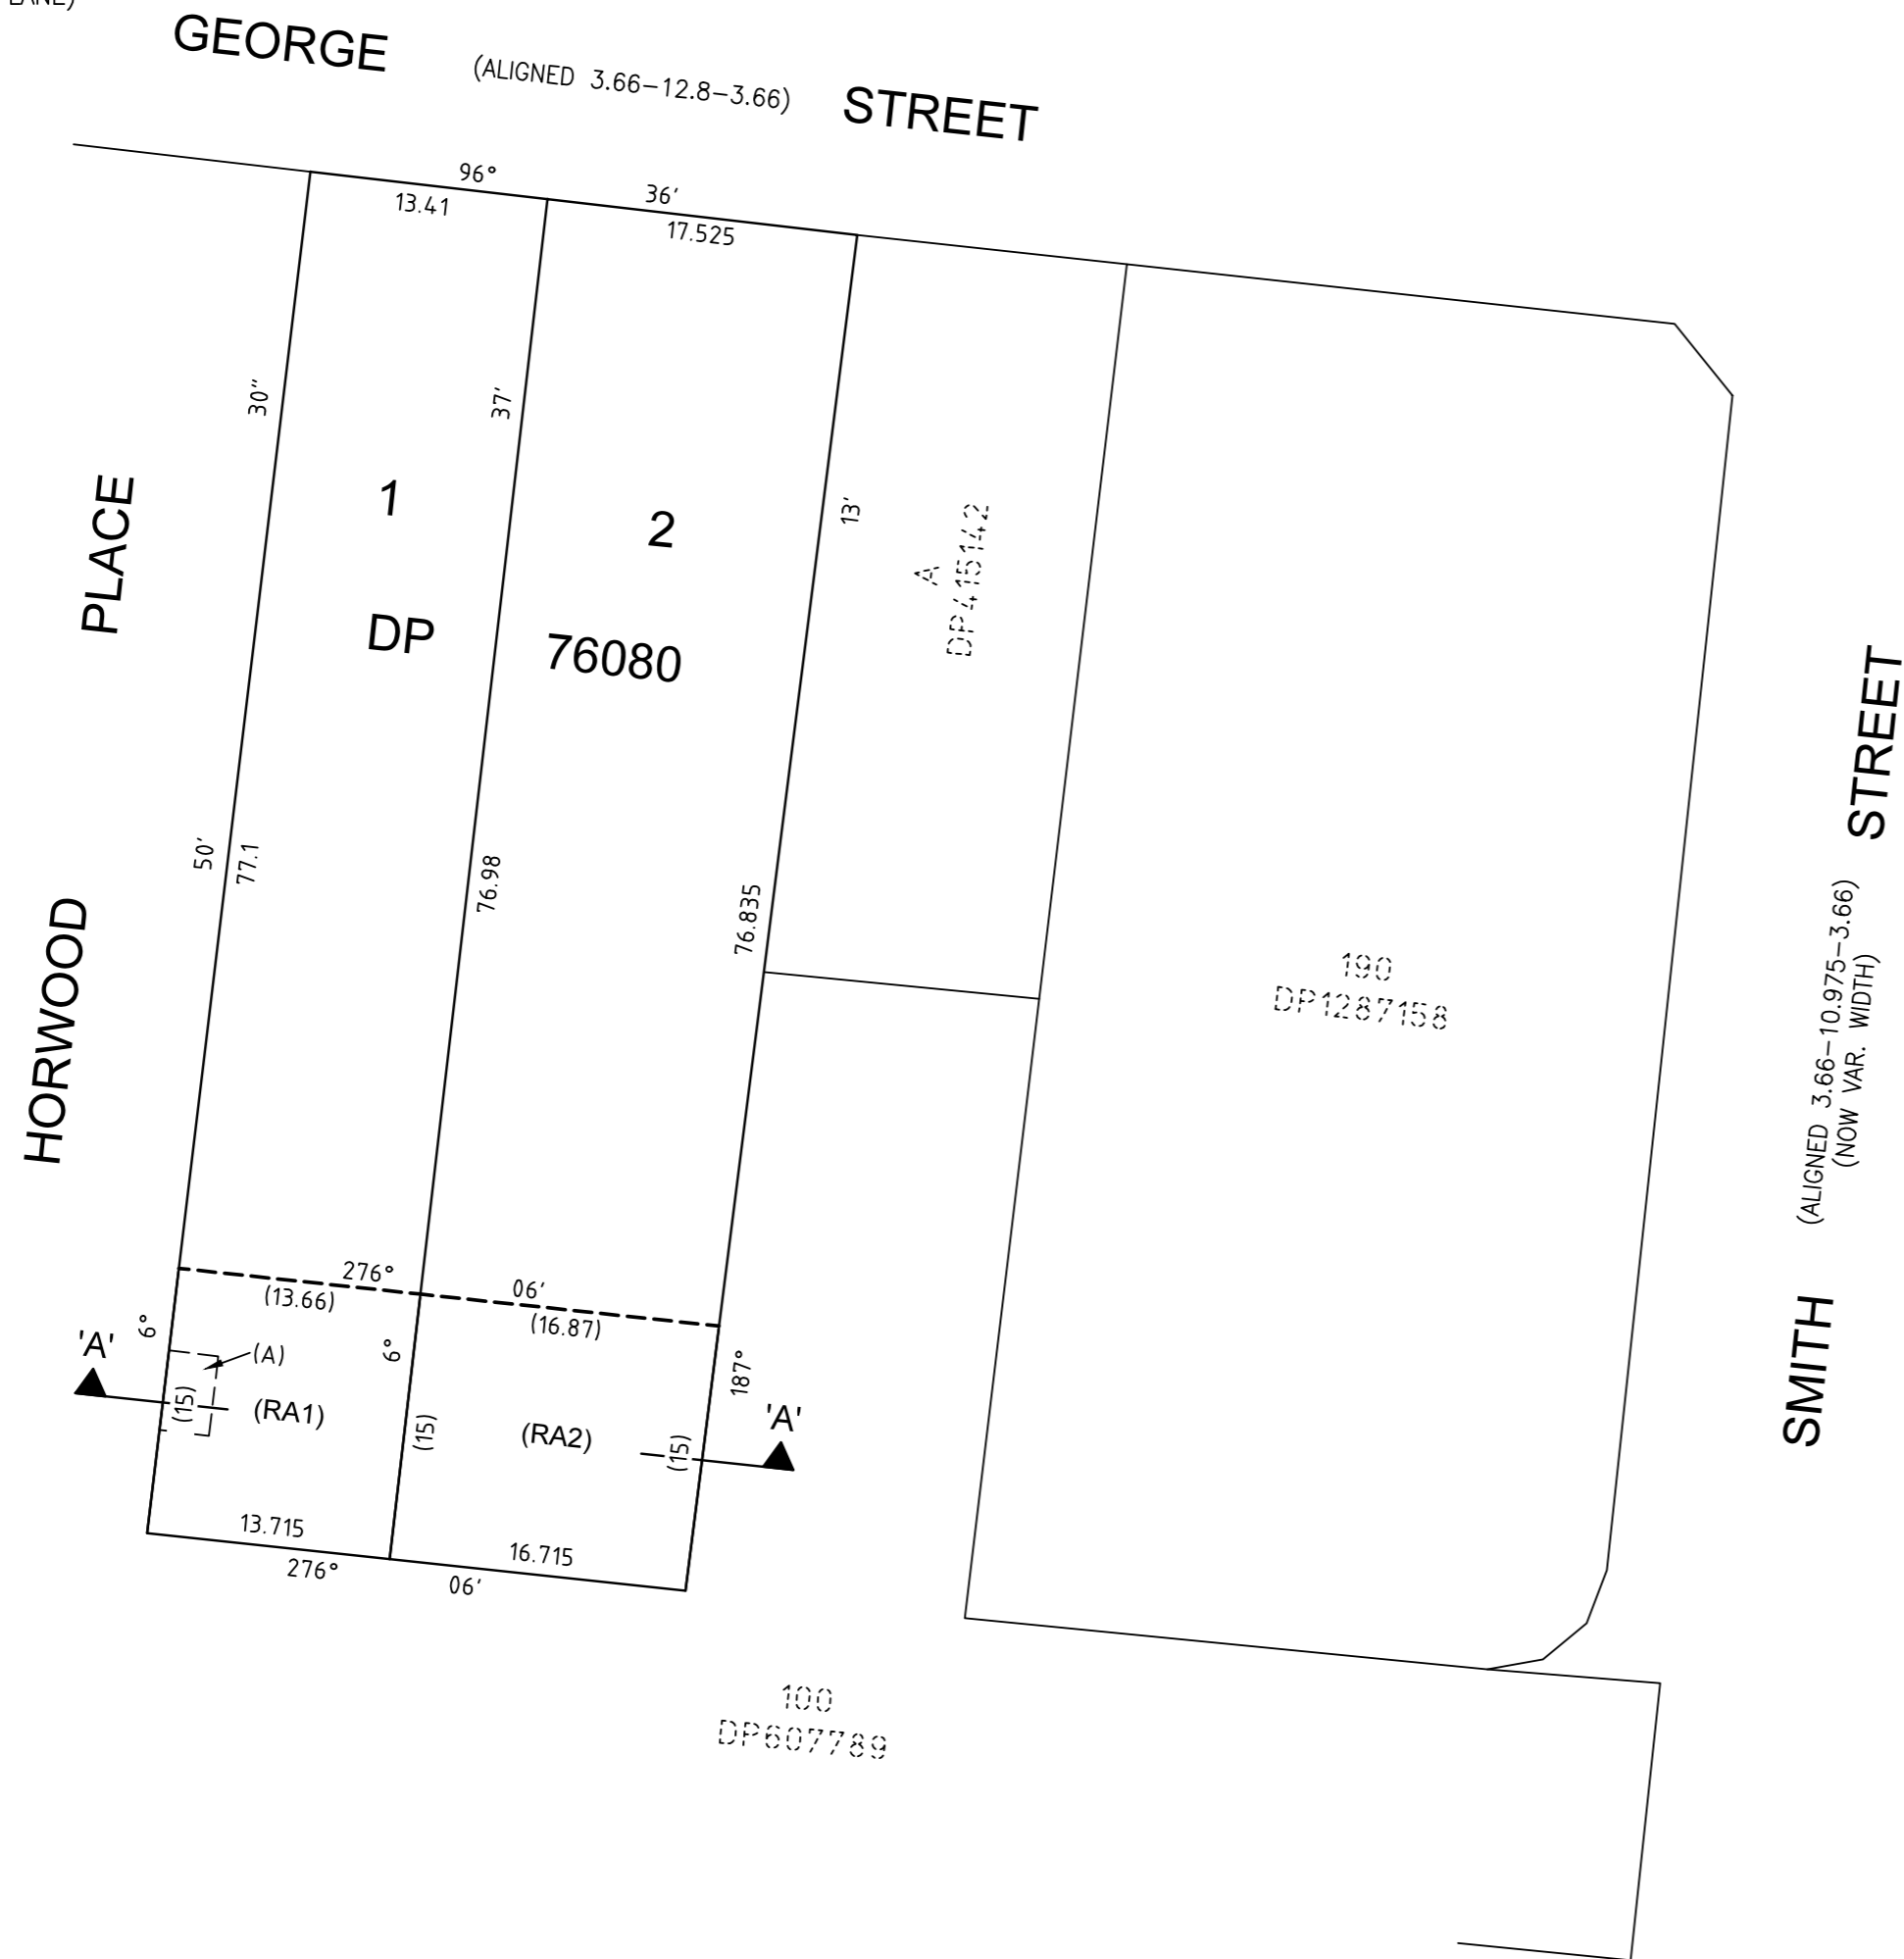 LANE)
GEORGE (ALIGNED 3.66-12.8-3.66) STREET
96° 36'
13.41 17.525
30"
37'
13'
PLACE
1
2
DP 76080
A
DP415142
STREET
50'
77.1
76.98
76.835
HORWOOD
190
DP1287158
(ALIGNED 3.66-10.975-3.66)
(NOW VAR. WIDTH)
SMITH
276° 06'
(13.66) (16.87)
6°
6°
187°
'A'
(A)
(15)
(RA1)
(15)
(RA2)
(15)
'A'
13.715 16.715
276° 06'
100
DP607789